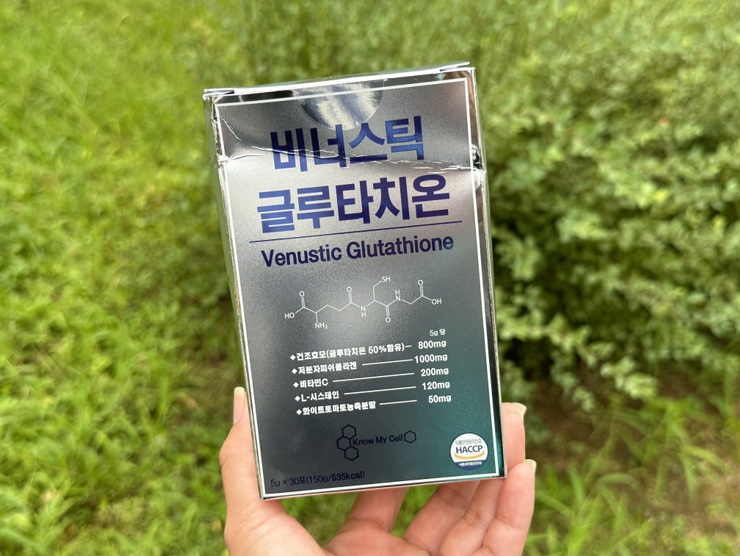 비너스틱
글루타치온
Venustic Glutathione
HO
O
NH₂
O
N
H
SH
O
H
N
O
OH
5g 당
◆건조효모(글루타치온 50%함유)— 800mg
◆저분자피쉬콜라겐 1000mg
◆비타민C 200mg
◆L-시스테인 120mg
◆화이트토마토농축분말 50mg
Know My Cell
HACCP
5g × 30포(150g/535kcal)